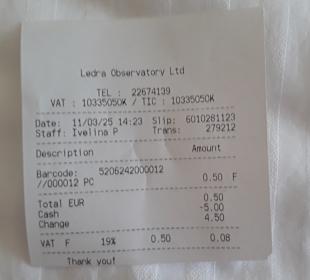 Ledra Observatory Ltd
TEL : 22674139
VAT : 10335050K / TIC : 10335050K
Date: 11/03/25 14:23 Slip: 6010281123
Staff: Ivelina P Trans: 279212
Description Amount
Barcode: 5206242000012
//000012 PC 0.50 F
Total EUR 0.50
Cash -5.00
Change 4.50
VAT F 19% 0.50 0.08
Thank you!